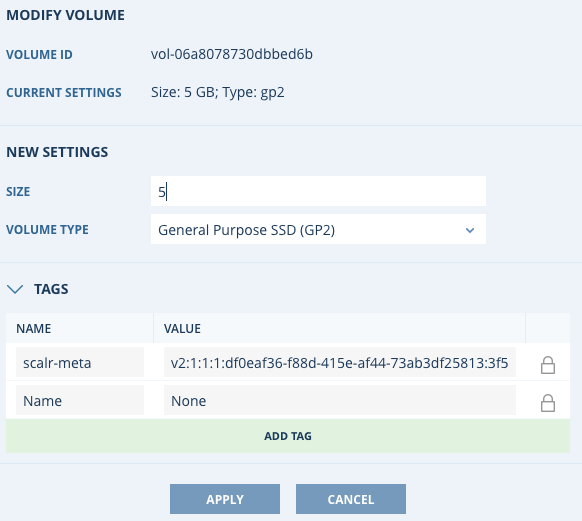 MODIFY VOLUME
VOLUME ID vol-06a8078730dbbed6b
CURRENT SETTINGS Size: 5 GB; Type: gp2
NEW SETTINGS
SIZE 5
VOLUME TYPE General Purpose SSD (GP2)
TAGS
NAME VALUE
scalr-meta v2:1:1:1:df0eaf36-f88d-415e-af44-73ab3df25813:3f5
Name None
ADD TAG
APPLY CANCEL